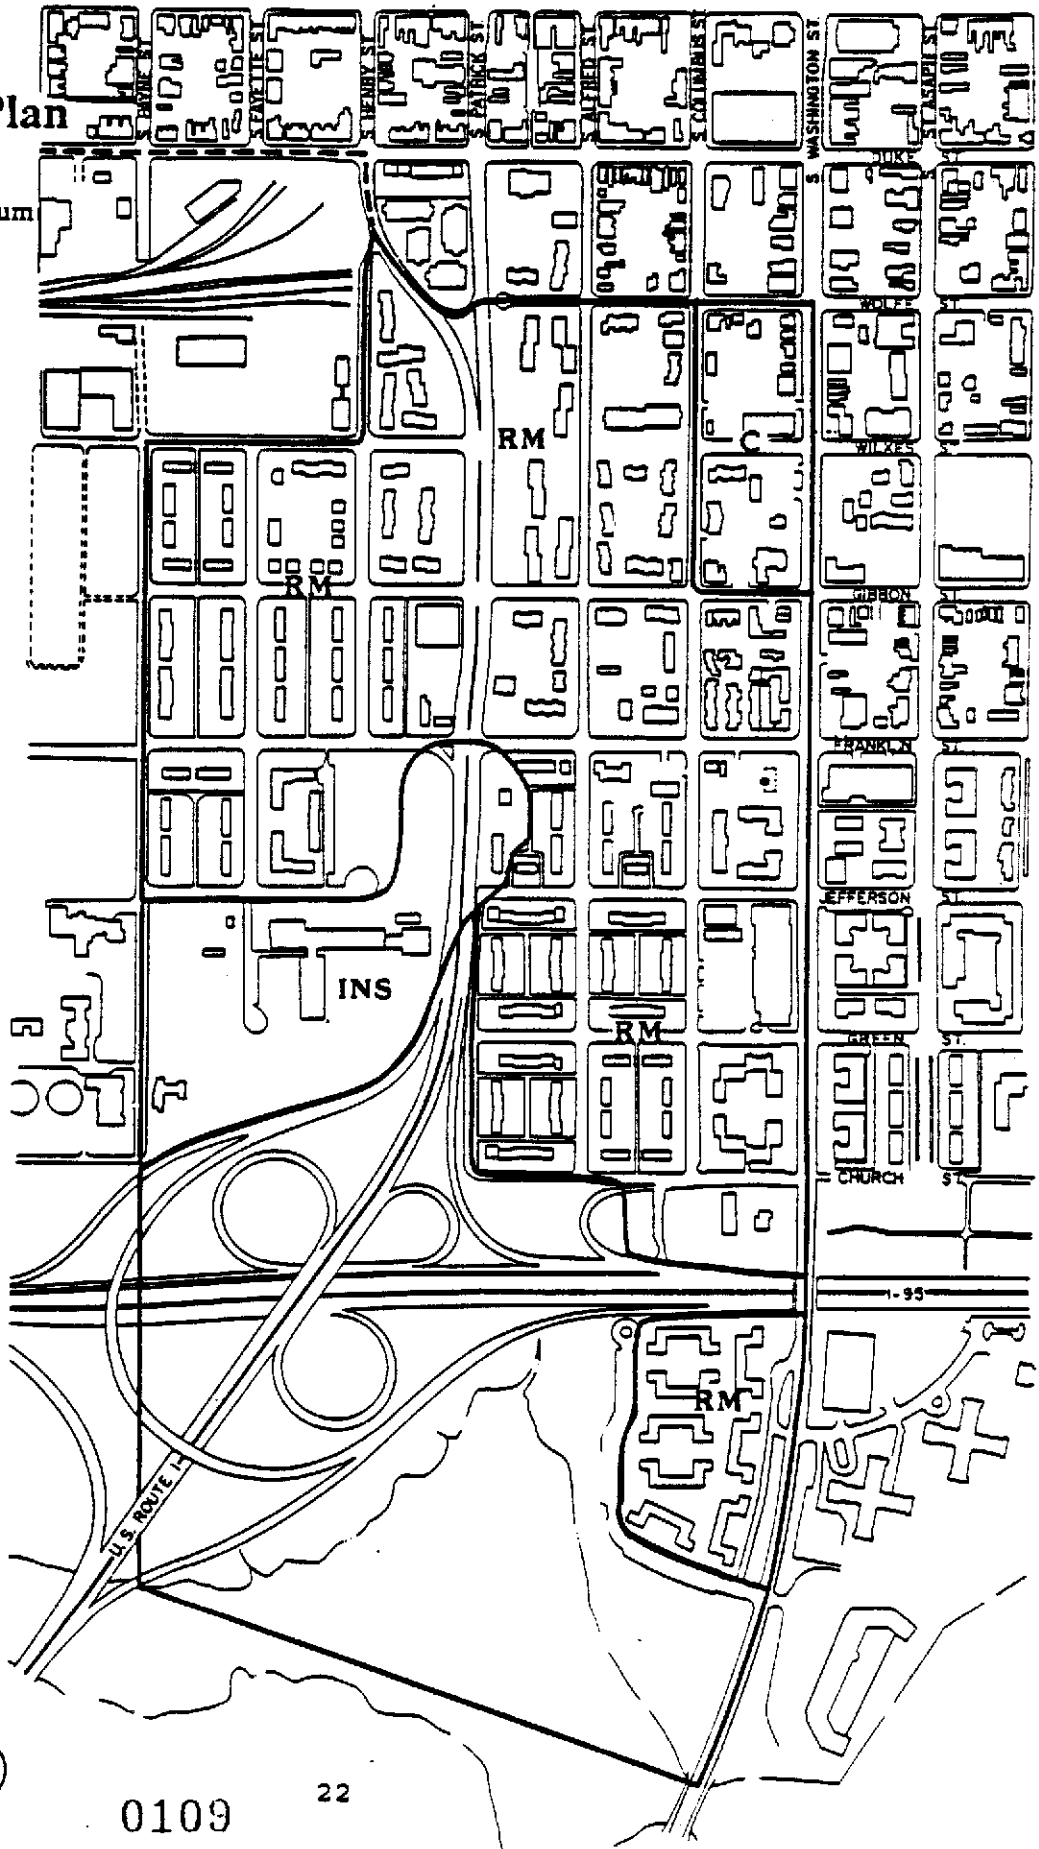 S. PAYNE ST.
S. FAYETTE ST.
S. HENRY ST.
S. PATRICK ST.
S. ALFRED ST.
S. COLUMBUS ST.
S WASHINGTON ST.
S ST. ASAPH ST.
Plan
DUKE ST
um
WOLFE ST
RM
C
WILKES ST
RM
GIBBON ST
FRANKLIN ST
JEFFERSON ST
INS
RM
GREEN ST.
CHURCH ST
I-95
RM
U.S. ROUTE 1
22
0109